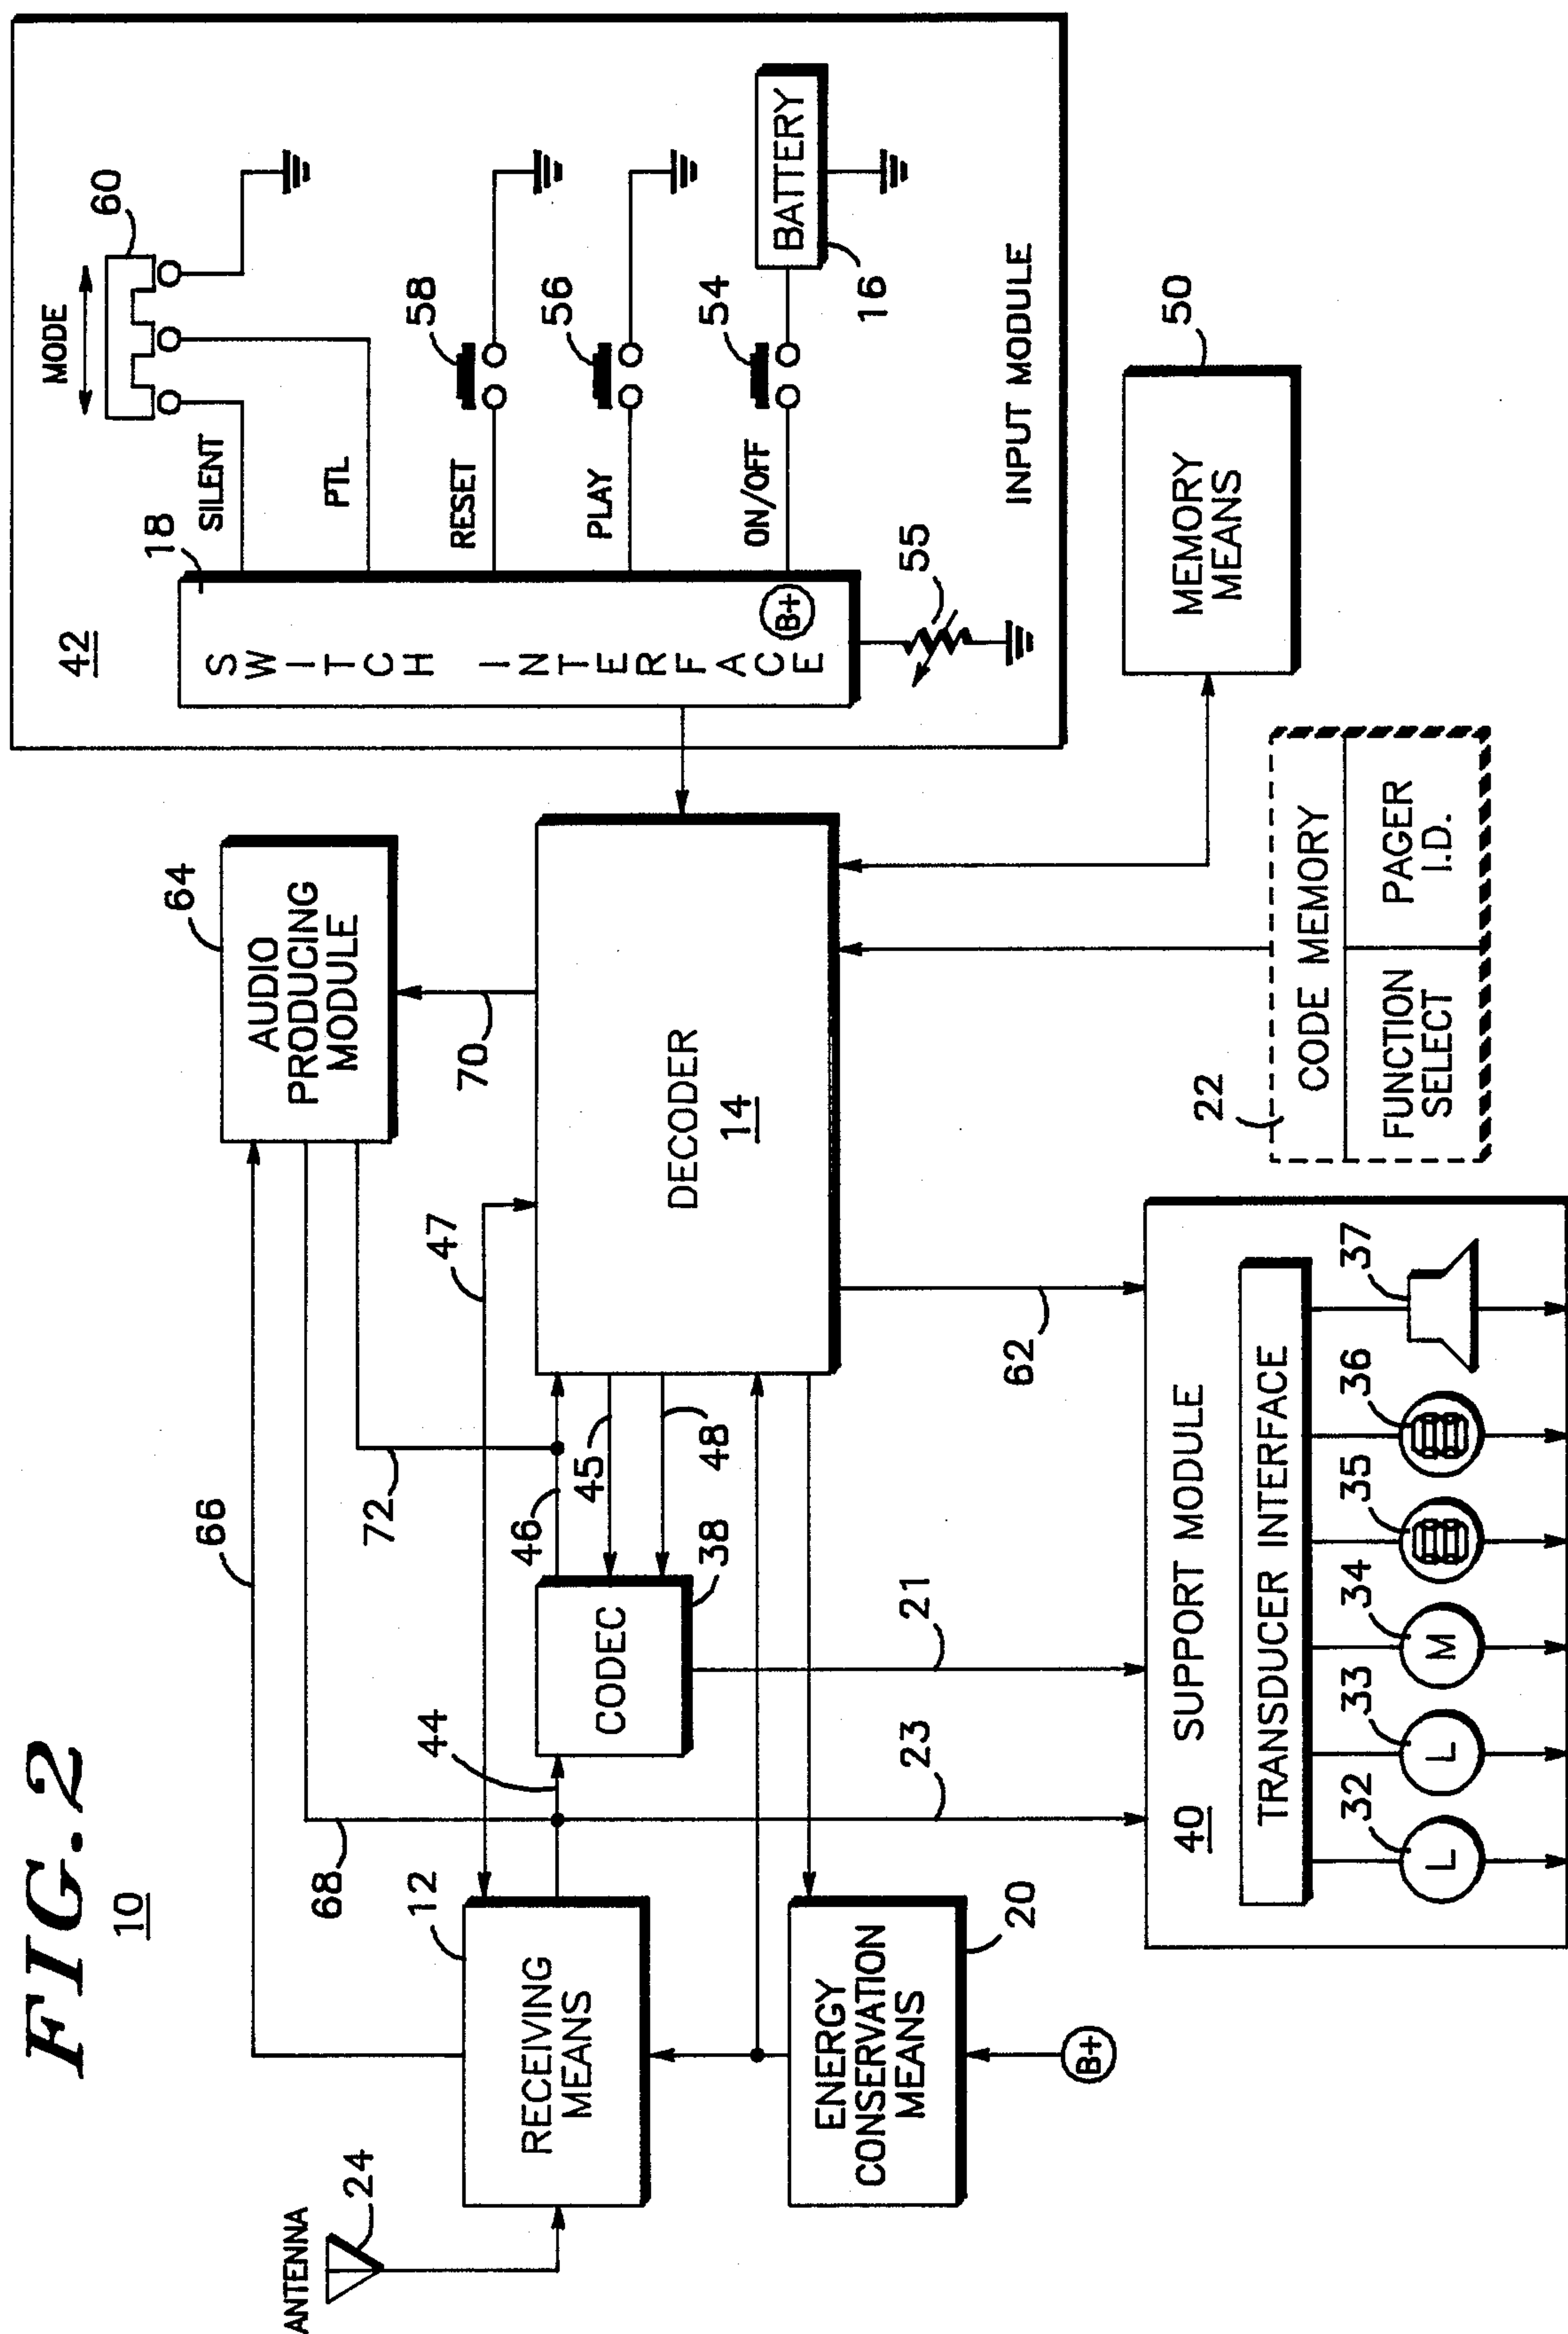 FIG. 2
10
ANTENNA
24
RECEIVING
MEANS
12
66
68
44
47
72
46
45
48
CODEC
38
21
23
AUDIO
PRODUCING
MODULE
64
70
DECODER
14
62
ENERGY
CONSERVATION
MEANS
20
B+
42
SWITCH INTERFACE
18
B+
SILENT
PTL
MODE
60
RESET
58
PLAY
56
ON/OFF
54
BATTERY
16
55
INPUT MODULE
MEMORY
MEANS
50
22
CODE MEMORY
FUNCTION
SELECT
PAGER
I.D.
40
SUPPORT MODULE
TRANSDUCER INTERFACE
32
L
33
L
34
M
35
36
37